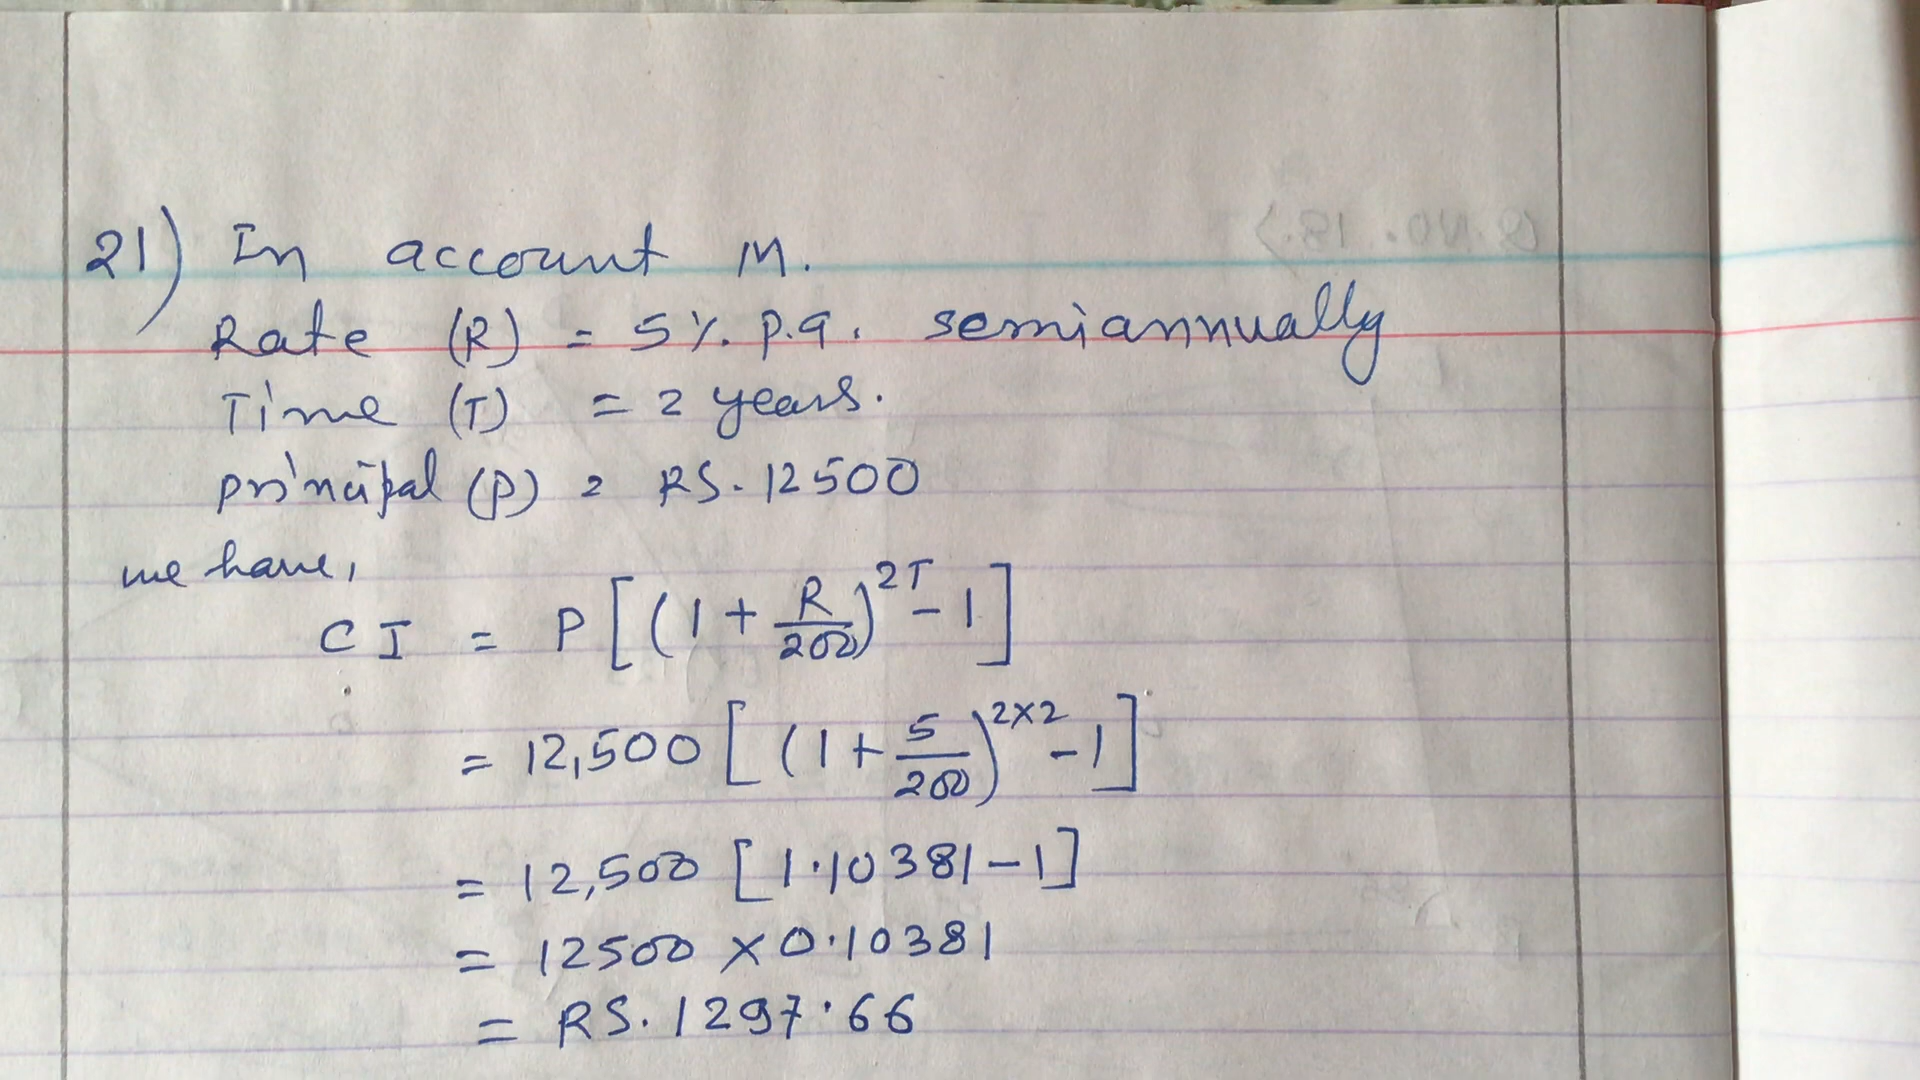 21) In account M.
Rate (R) = 5% p.a. semiannually
Time (T) = 2 years.
principal (P) = RS. 12500
we have,
CI = P[(1+R/200)^2T - 1]
= 12,500 [(1+5/200)^2×2 - 1]
= 12,500 [1.10381-1]
= 12500 ×0.10381
= RS. 1297.66